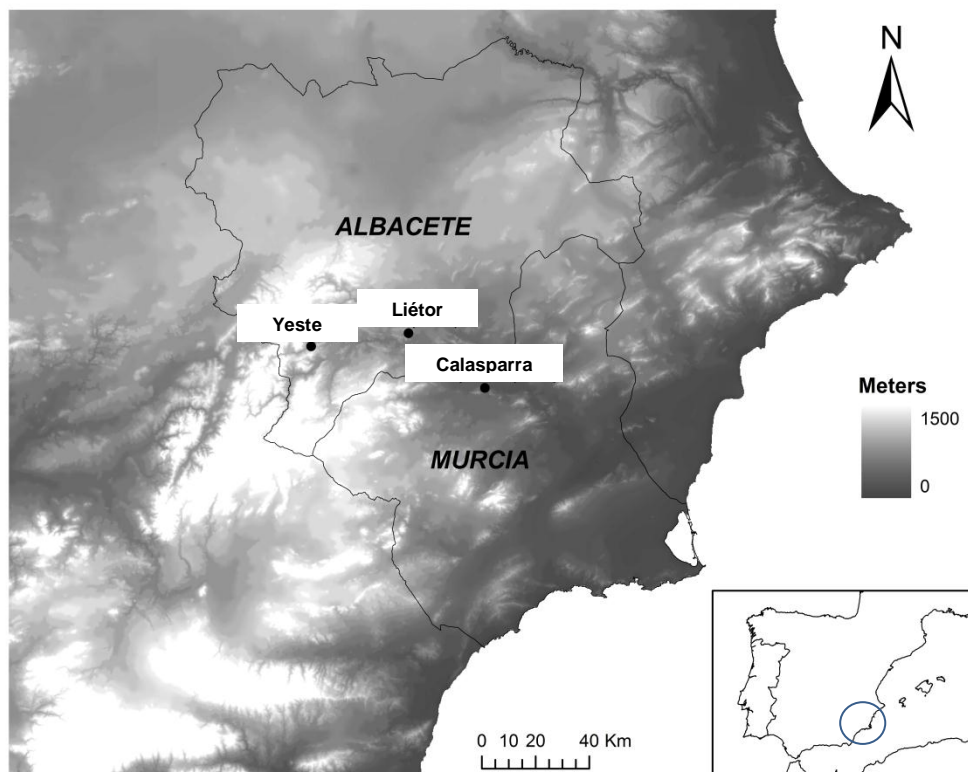 N
ALBACETE
Liétor
Yeste
Calasparra
Meters
1500
0
MURCIA
0 10 20 40 Km